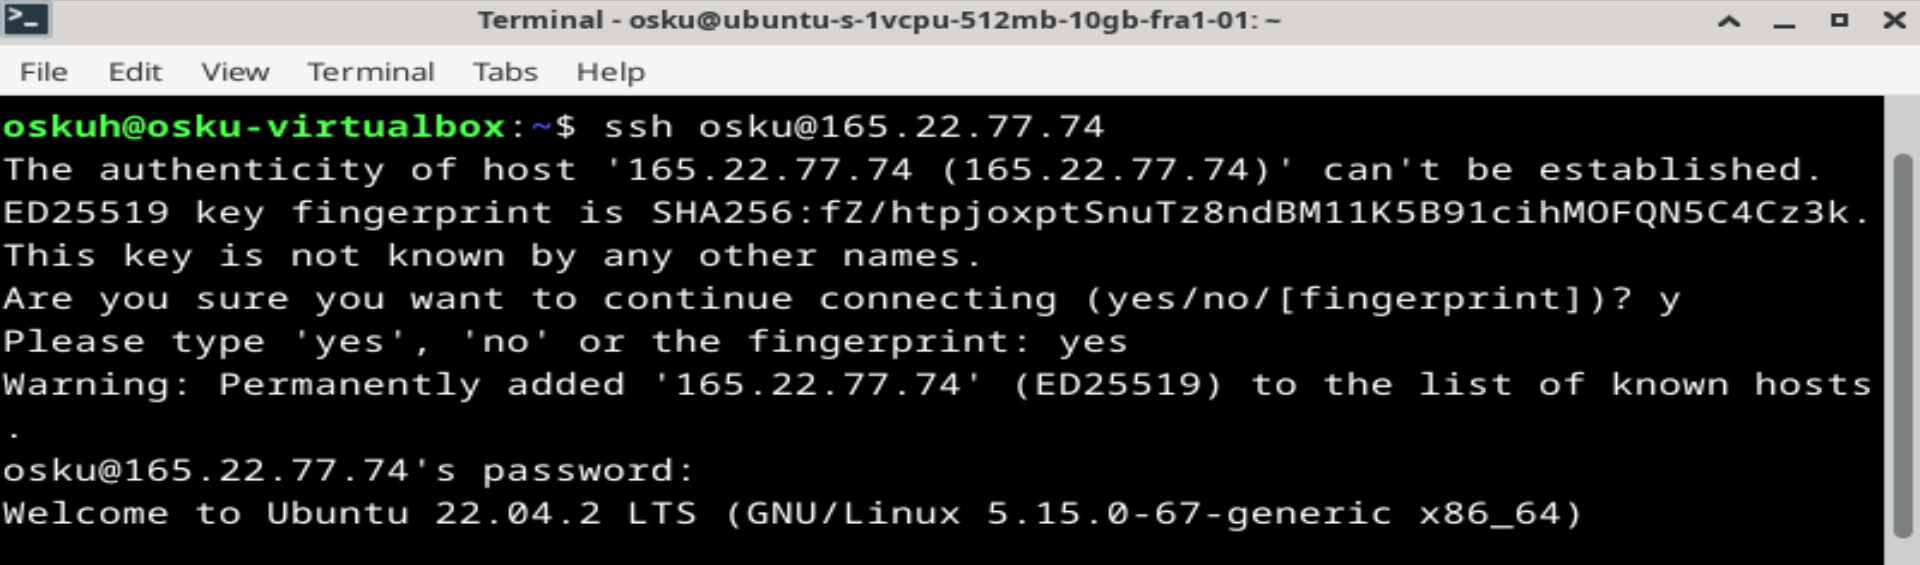 Terminal - osku@ubuntu-s-1vcpu-512mb-10gb-fra1-01: ~
File Edit View Terminal Tabs Help
oskuh@osku-virtualbox:~$ ssh osku@165.22.77.74
The authenticity of host '165.22.77.74 (165.22.77.74)' can't be established.
ED25519 key fingerprint is SHA256:fZ/htpjoxptSnuTz8ndBM11K5B91cihMOFQN5C4Cz3k.
This key is not known by any other names.
Are you sure you want to continue connecting (yes/no/[fingerprint])? y
Please type 'yes', 'no' or the fingerprint: yes
Warning: Permanently added '165.22.77.74' (ED25519) to the list of known hosts
.
osku@165.22.77.74's password:
Welcome to Ubuntu 22.04.2 LTS (GNU/Linux 5.15.0-67-generic x86_64)